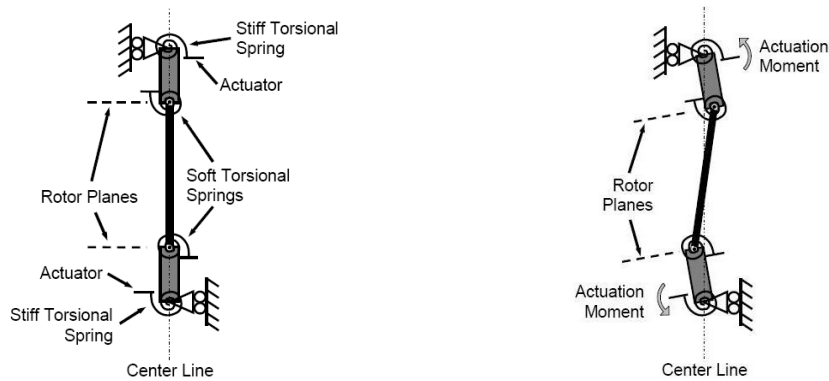 Stiff Torsional
Spring
Actuator
Rotor Planes
Soft Torsional
Springs
Actuator
Stiff Torsional
Spring
Center Line
Actuation
Moment
Rotor
Planes
Actuation
Moment
Center Line